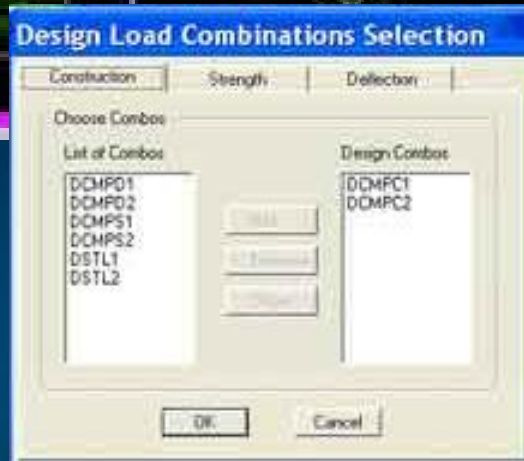 Design Load Combinations Selection
Construction
Strength
Deflection
Choose Combos
List of Combos
Design Combos
DCMPD1
DCMPD2
DCMPS1
DCMPS2
DSTL1
DSTL2
DCMPC1
DCMPC2
OK
Cancel